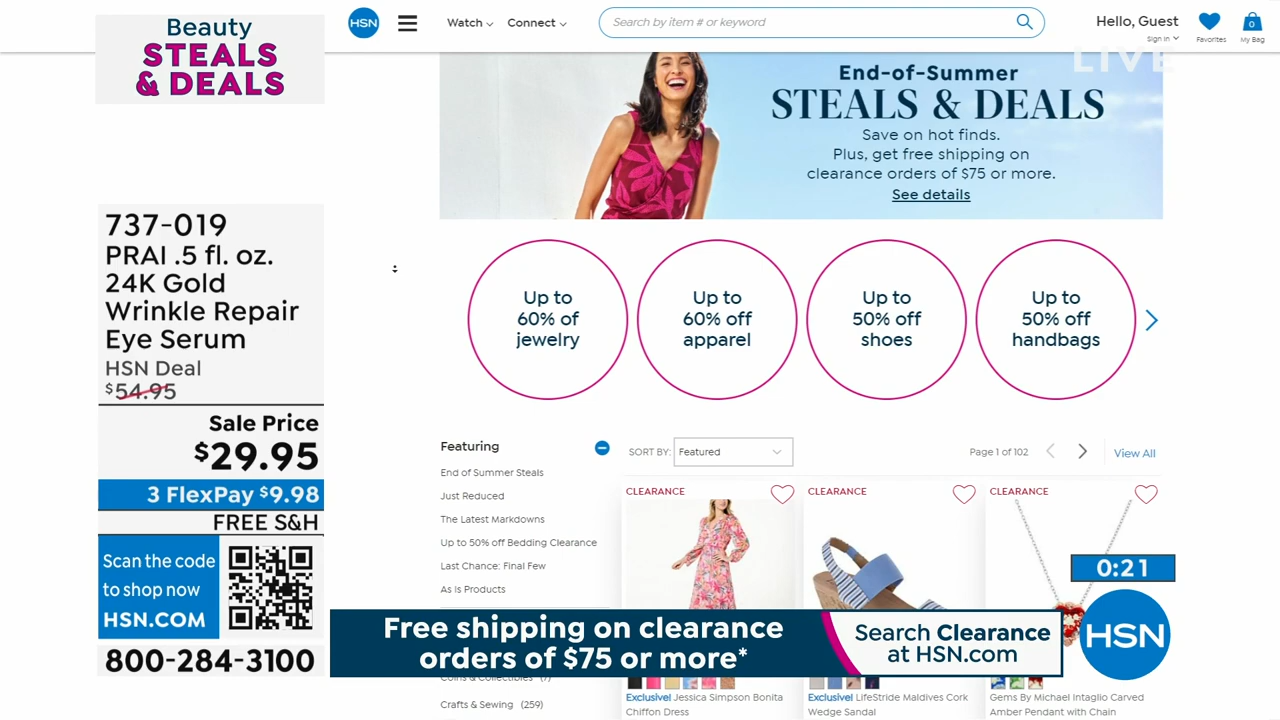 Beauty
STEALS
& DEALS
HSN
Watch
Connect
Search by item # or keyword
Hello, Guest
Sign In
Favorites
0
My Bag
LIVE
End-of-Summer
STEALS & DEALS
Save on hot finds.
Plus, get free shipping on
clearance orders of $75 or more.
See details
737-019
PRAI .5 fl. oz.
24K Gold
Wrinkle Repair
Eye Serum
HSN Deal
$54.95
Sale Price
$29.95
3 FlexPay $9.98
FREE S&H
Scan the code
to shop now
HSN.COM
800-284-3100
Up to
60% of
jewelry
Up to
60% off
apparel
Up to
50% off
shoes
Up to
50% off
handbags
Featuring
End of Summer Steals
Just Reduced
The Latest Markdowns
Up to 50% off Bedding Clearance
Last Chance: Final Few
As Is Products
Coins & Collectibles (7)
Crafts & Sewing (259)
SORT BY: Featured
Page 1 of 102
View All
CLEARANCE
CLEARANCE
CLEARANCE
Exclusive! Jessica Simpson Bonita
Chiffon Dress
Exclusive! LifeStride Maldives Cork
Wedge Sandal
Gems By Michael Intaglio Carved
Amber Pendant with Chain
0:21
Free shipping on clearance
orders of $75 or more*
Search Clearance
at HSN.com
HSN